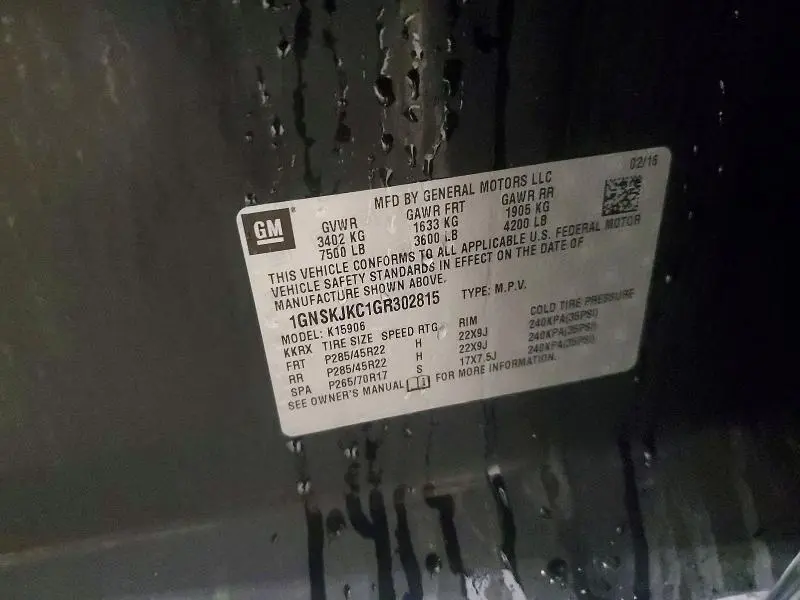 02/16
MFD BY GENERAL MOTORS LLC
GM
GVWR GAWR FRT GAWR RR
3402 KG 1633 KG 1905 KG
7500 LB 3600 LB 4200 LB
THIS VEHICLE CONFORMS TO ALL APPLICABLE U.S. FEDERAL MOTOR
VEHICLE SAFETY STANDARDS IN EFFECT ON THE DATE OF
MANUFACTURE SHOWN ABOVE.
1GNSKJKC1GR302815 TYPE: M.P.V.
MODEL: K15906
KKRX TIRE SIZE SPEED RTG RIM COLD TIRE PRESSURE
FRT P285/45R22 H 22X9J 240KPA(35PSI)
RR P285/45R22 H 22X9J 240KPA(35PSI)
SPA P265/70R17 S 17X7.5J 240KPA(35PSI)
SEE OWNER'S MANUAL FOR MORE INFORMATION.